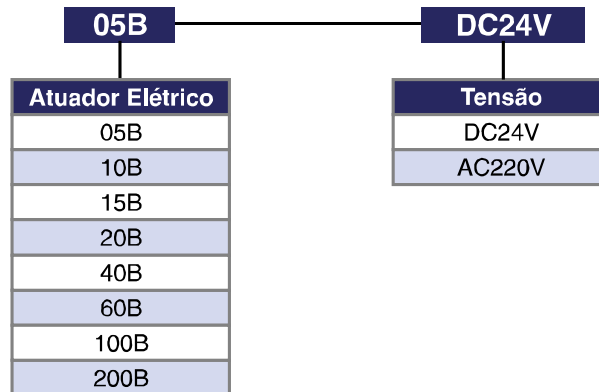 05B DC24V
Atuador Elétrico
05B
10B
15B
20B
40B
60B
100B
200B
Tensão
DC24V
AC220V